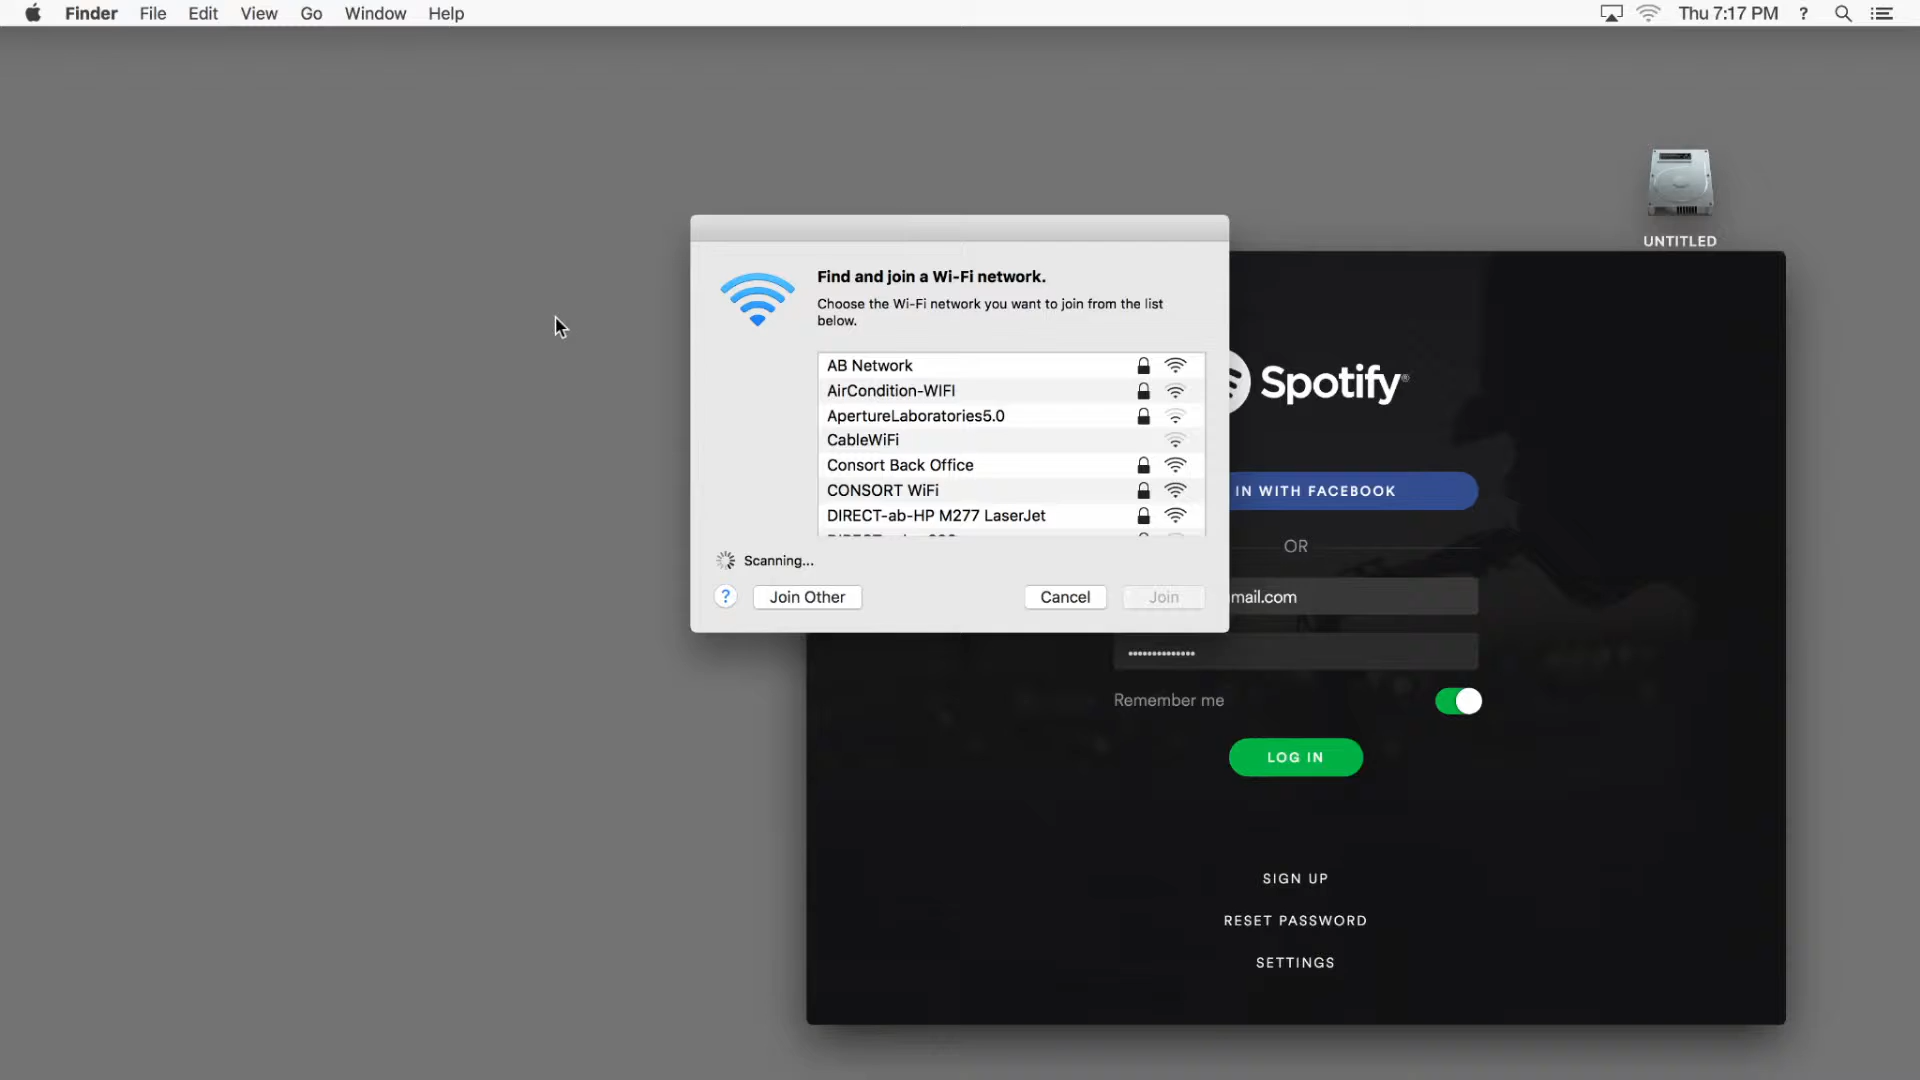 Finder File Edit View Go Window Help Thu 7:17 PM ?
UNTITLED
Find and join a Wi-Fi network.
Choose the Wi-Fi network you want to join from the list
below.
AB Network
AirCondition-WIFI
ApertureLaboratories5.0
CableWiFi
Consort Back Office
CONSORT WiFi
DIRECT-ab-HP M277 LaserJet
Scanning...
? Join Other Cancel Join
Spotify®
IN WITH FACEBOOK
OR
mail.com
••••••••••••••
Remember me
LOG IN
SIGN UP
RESET PASSWORD
SETTINGS